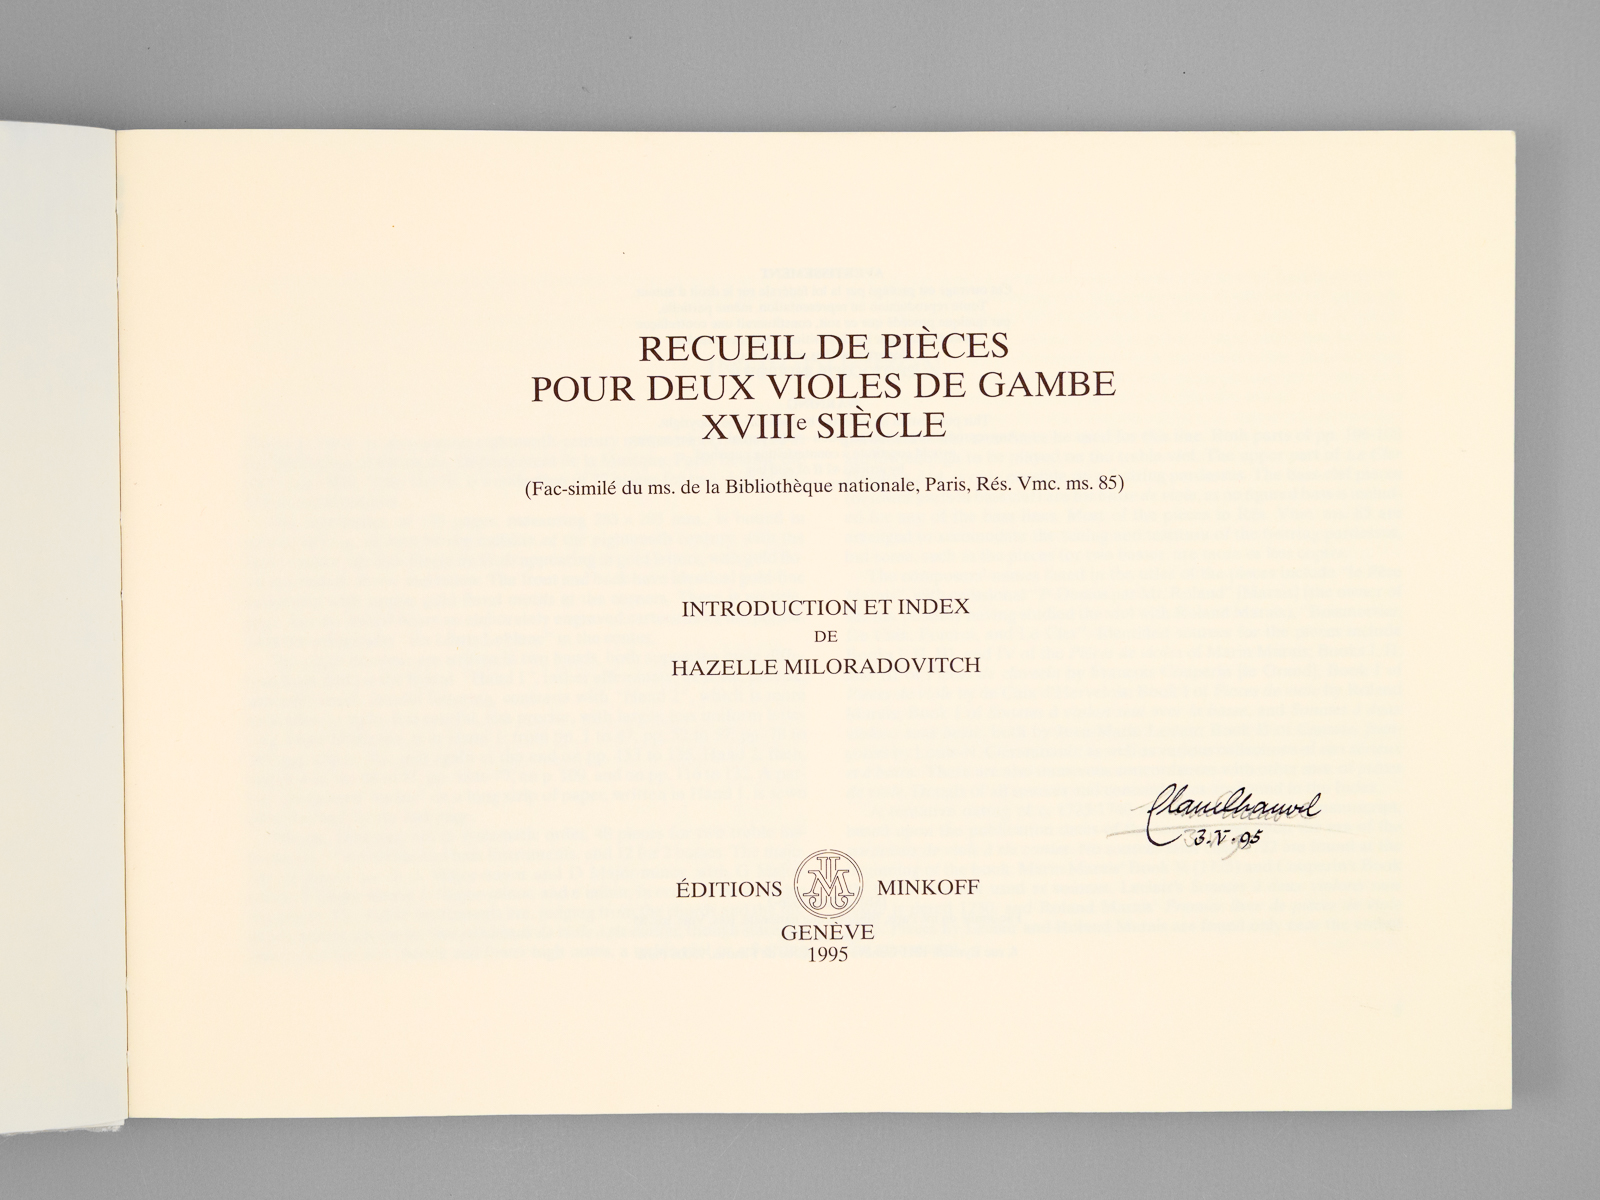 RECUEIL DE PIÈCES
POUR DEUX VIOLES DE GAMBE
XVIIIe SIÈCLE
(Fac-similé du ms. de la Bibliothèque nationale, Paris, Rés. Vmc. ms. 85)
INTRODUCTION ET INDEX
DE
HAZELLE MILORADOVITCH
3.V.95
ÉDITIONS MINKOFF
GENÈVE
1995